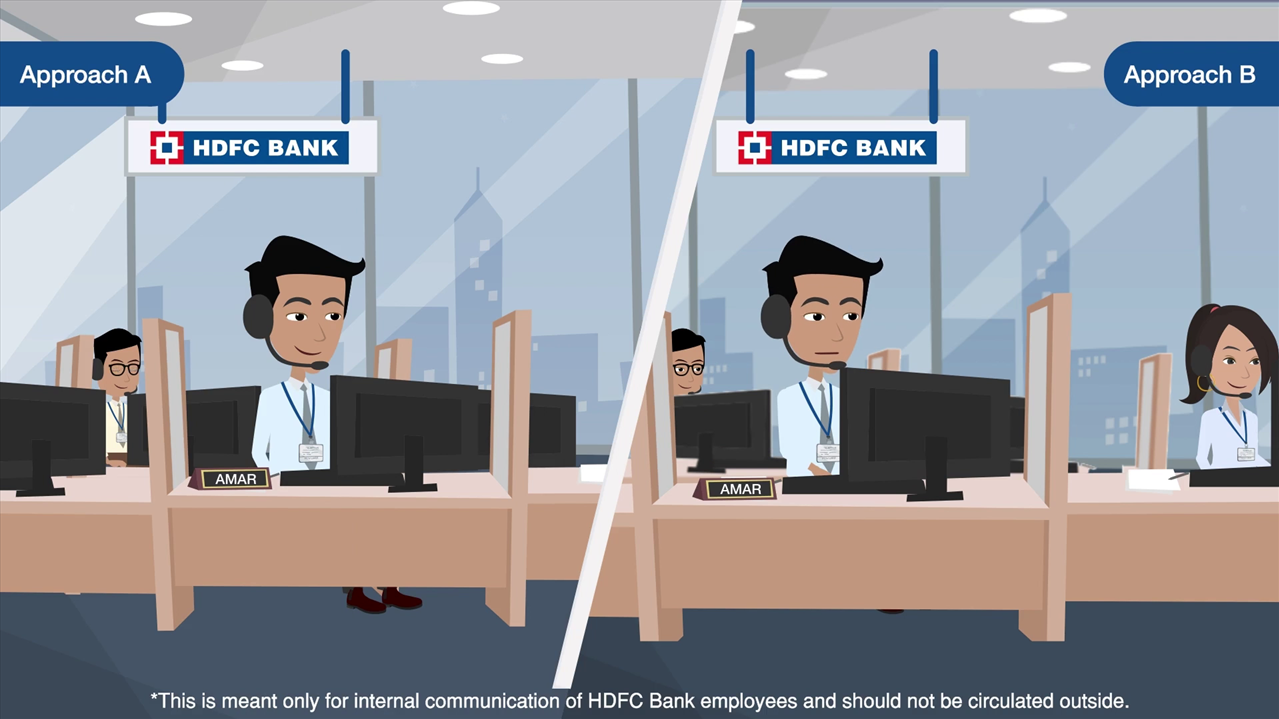 Approach A
Approach B
HDFC BANK
HDFC BANK
AMAR
AMAR
*This is meant only for internal communication of HDFC Bank employees and should not be circulated outside.